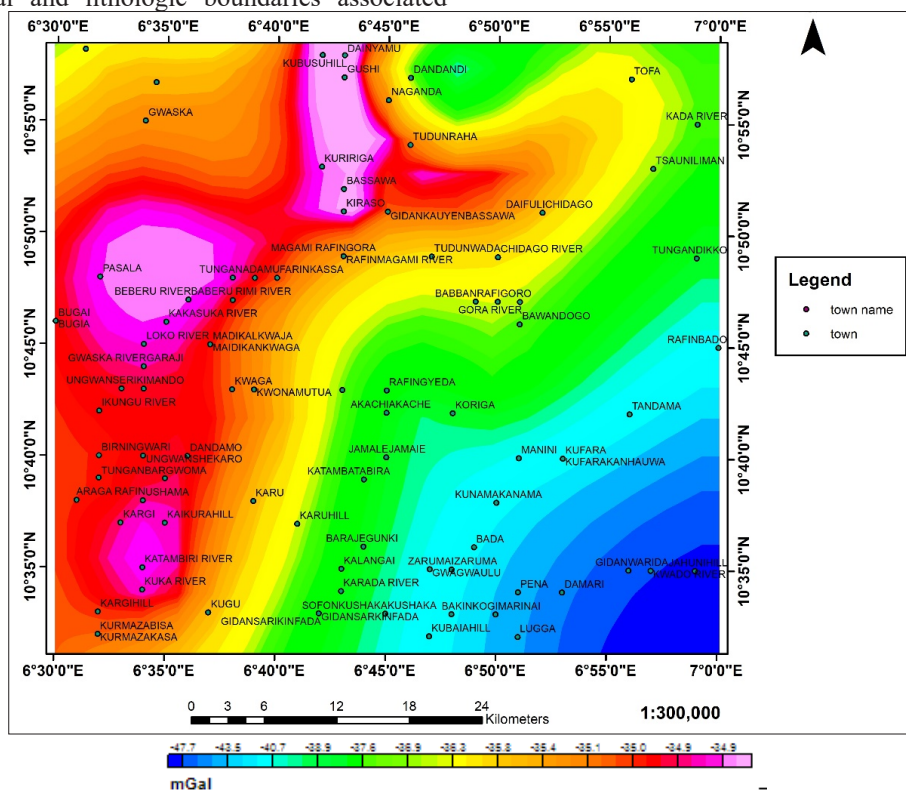 and lithologic boundaries associated
6°30'0"E 6°35'0"E 6°40'0"E 6°45'0"E 6°50'0"E 6°55'0"E 7°0'0"E
DAINYAMU
KUBUSUHILL
GUSHI
DANDANDI
TOFA
NAGANDA
GWASKA
KADA RIVER
10°55'0"N
10°55'0"N
TUDUNRAHA
KURIRIGA
TSAUNILIMAN
BASSAWA
KIRASO
DAIFULICHIDAGO
GIDANKAUYENBASSAWA
10°50'0"N
10°50'0"N
MAGAMI RAFINGORA
TUDUNWADACHIDAGO RIVER
TUNGANDIKKO
RAFINMAGAMI RIVER
PASALA
TUNGANADAMUFARINKASSA
BEBERU RIVERBABERU RIMI RIVER
BABBANRAFIGORO
GORA RIVER
BUGAI
BUGIA
KAKASUKA RIVER
BAWANDOGO
10°45'0"N
10°45'0"N
LOKO RIVER
MADIKALKWAJA
MAIDIKANKWAGA
RAFINBADO
GWASKA RIVERGARAJI
UNGWANSERIKIMANDO
KWAGA
KWONAMUTUA
RAFINGYEDA
IKUNGU RIVER
AKACHIAKACHE
KORIGA
TANDAMA
10°40'0"N
10°40'0"N
BIRNINGWARI
DANDAMO
UNGWANSHEKARO
JAMALEJAMAIE
MANINI
KUFARA
KUFARAKANHAUWA
TUNGANBARGWOMA
KATAMBATABIRA
ARAGA RAFINUSHAMA
KARU
KUNAMAKANAMA
KARGI
KAIKURAHILL
KARUHILL
BARAJEGUNKI
BADA
10°35'0"N
10°35'0"N
KATAMBIRI RIVER
KALANGAI
ZARUMAIZARUMA
GWAGWAULU
KUKA RIVER
KARADA RIVER
PENA
DAMARI
KARGIHILL
KUGU
SOFONKUSHAKAKUSHAKA
GIDANSARIKINFADA
GIDANSARIKINFADA
BAKINKOGIMARINAI
KURMAZABISA
KURMAZAKASA
KUBAIAHILL
LUGGA
6°30'0"E 6°35'0"E 6°40'0"E 6°45'0"E 6°50'0"E 6°55'0"E 7°0'0"E
Legend
town name
town
0 3 6 12 18 24
Kilometers
1:300,000
-47.7 -43.5 -40.7 -38.9 -37.6 -36.9 -36.3 -35.8 -35.4 -35.1 -35.0 -34.9 -34.9
mGal